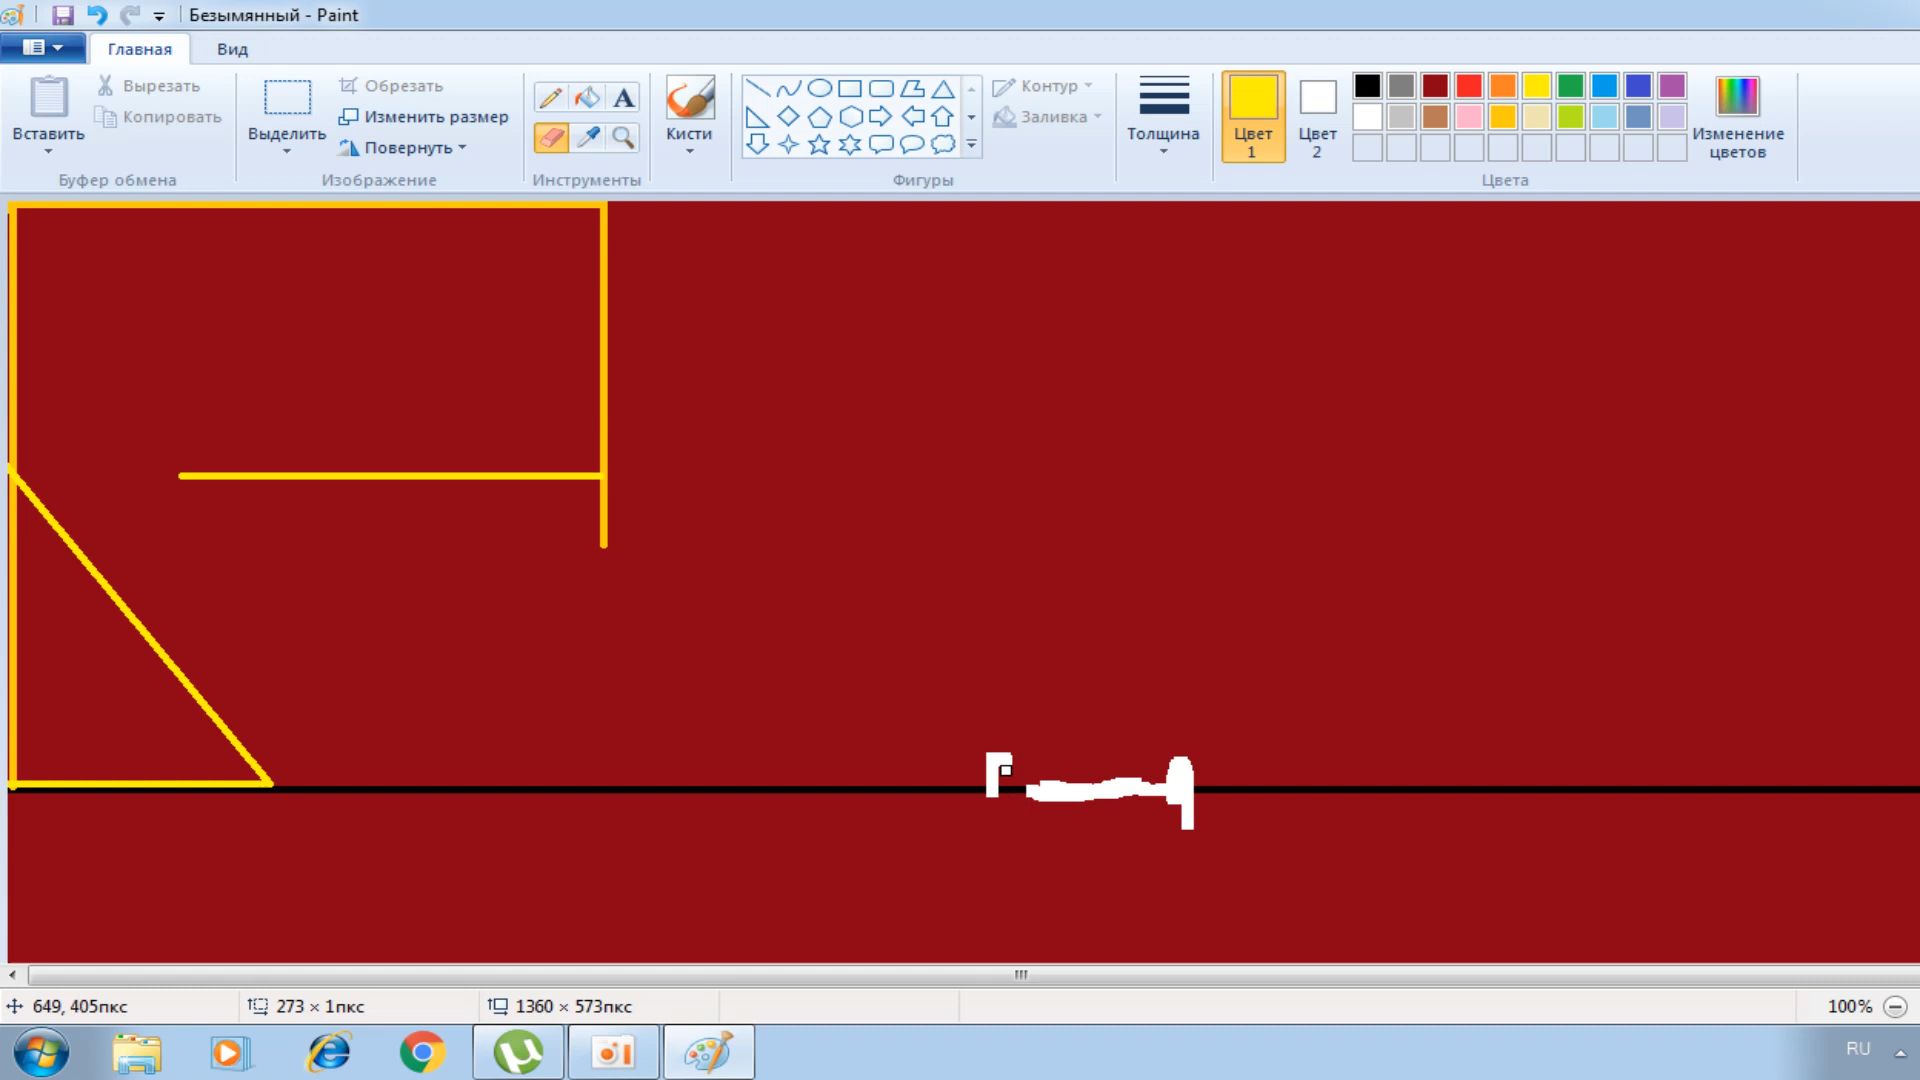 Безымянный - Paint
Главная Вид
Вставить
Вырезать
Копировать
Буфер обмена
Выделить
Обрезать
Изменить размер
Повернуть
Изображение
A
Инструменты
Кисти
Фигуры
Контур
Заливка
Толщина
Цвет
1
Цвет
2
Изменение
цветов
Цвета
649, 405пкс 273 × 1пкс 1360 × 573пкс 100%
RU